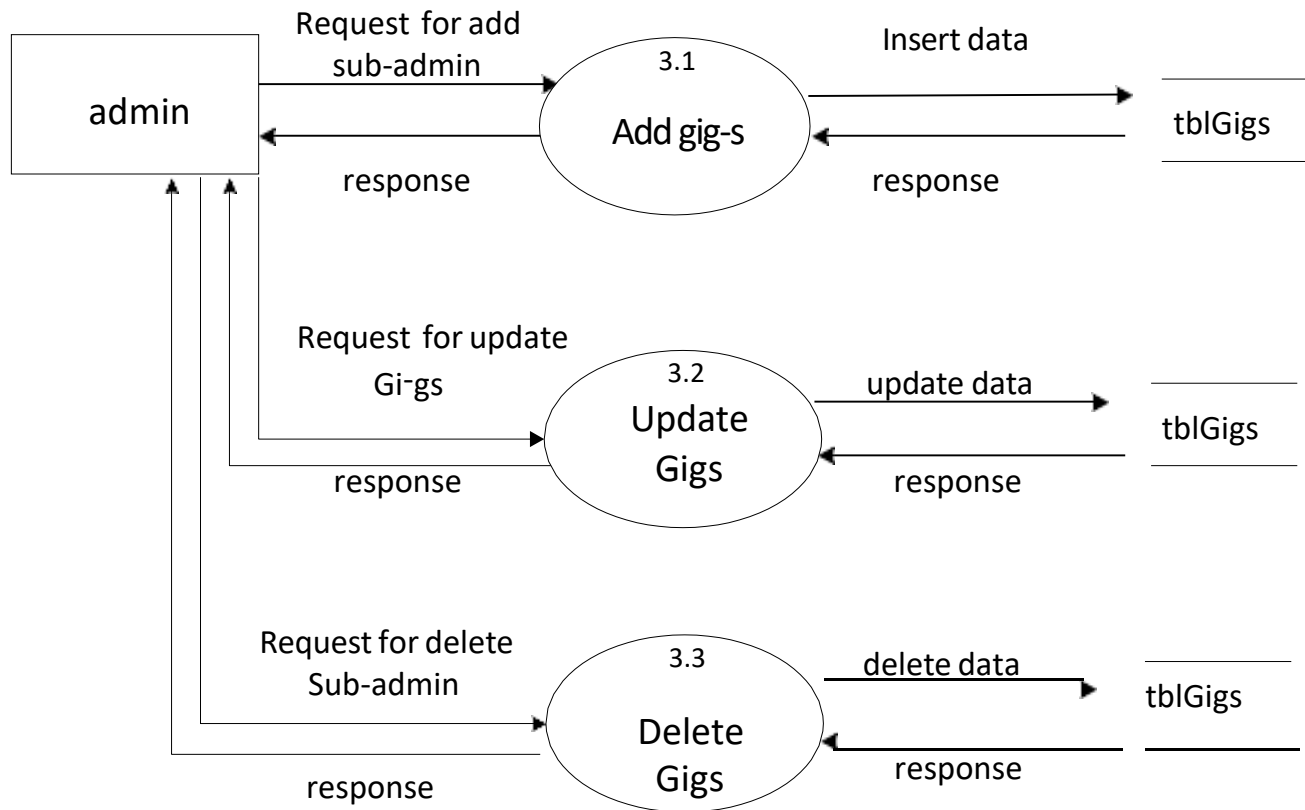 Request for add
sub-admin
3.1
Insert data
admin
Add gig-s
tblGigs
response
response
Request for update
Gi-gs
3.2
update data
Update
Gigs
tblGigs
response
response
Request for delete
Sub-admin
3.3
delete data
tblGigs
Delete
Gigs
response
response